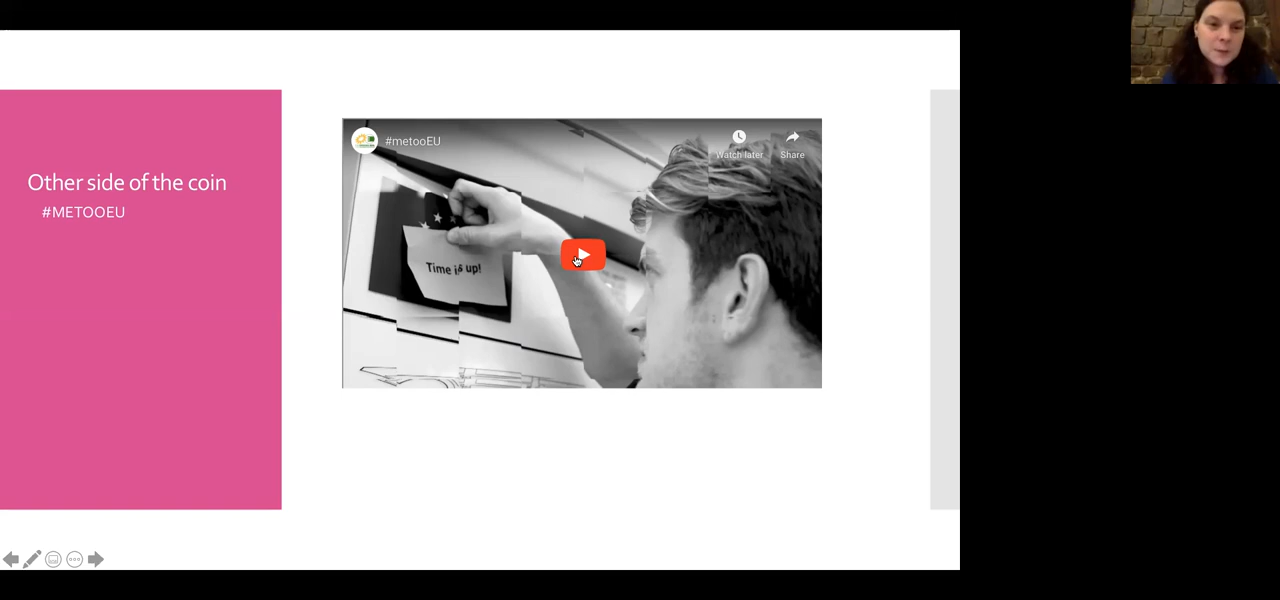 Other side of the coin
#METOOEU
#metooEU
Watch later
Share
Time is up!